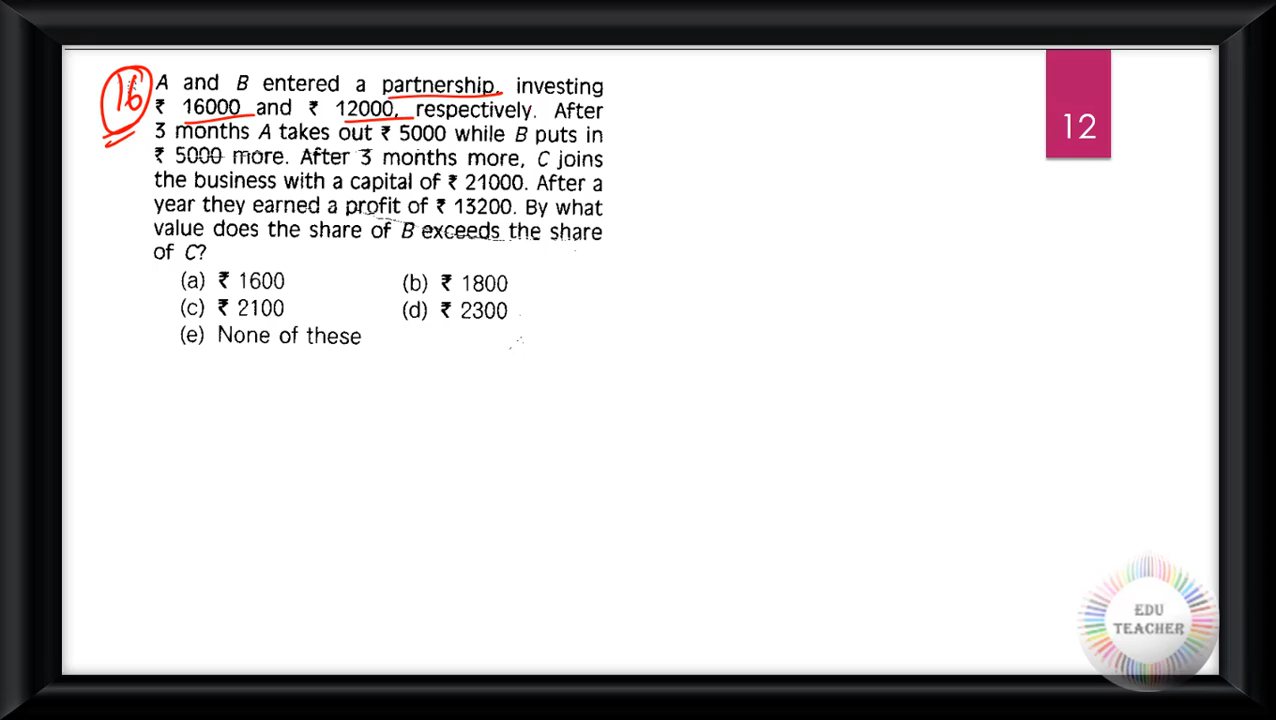 16 A and B entered a partnership, investing
₹ 16000 and ₹ 12000, respectively. After
3 months A takes out ₹ 5000 while B puts in
₹ 5000 more. After 3 months more, C joins
the business with a capital of ₹ 21000. After a
year they earned a profit of ₹ 13200. By what
value does the share of B exceeds the share
of C?
(a) ₹ 1600 (b) ₹ 1800
(c) ₹ 2100 (d) ₹ 2300
(e) None of these
12
EDU
TEACHER